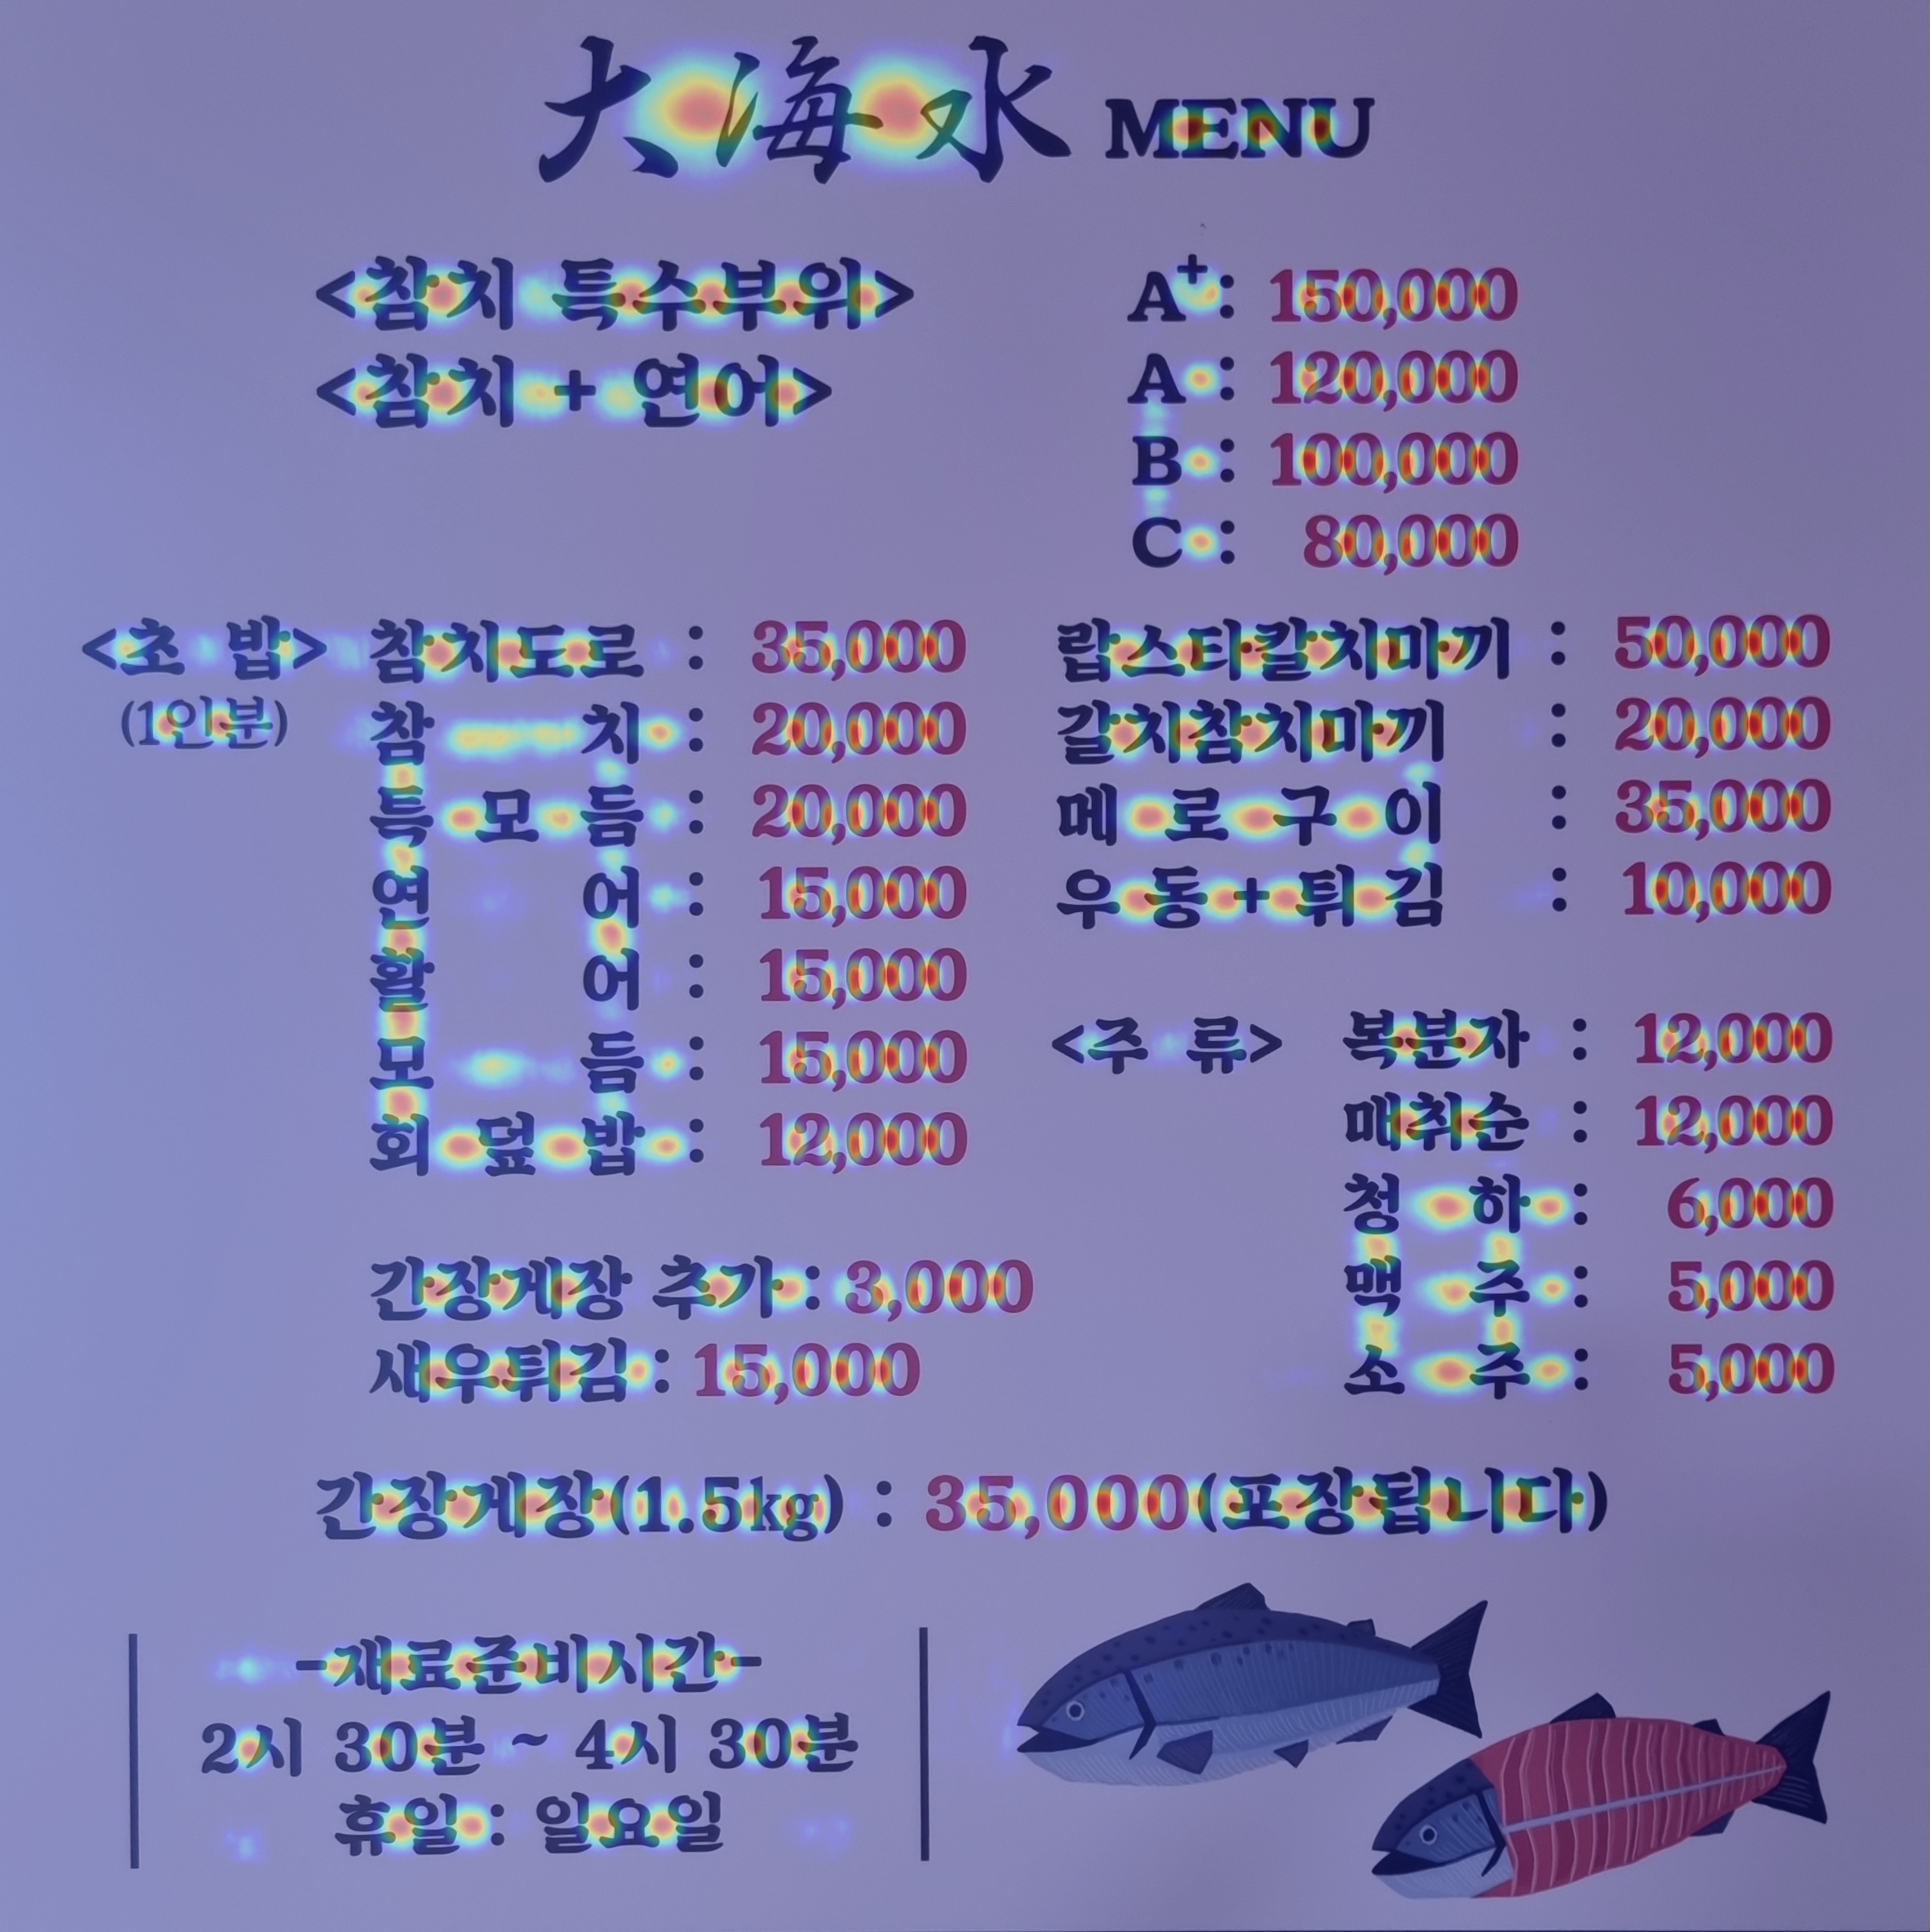 大海水 MENU
<참치 특수부위>
<참치 + 연어>
A+: 150,000
A : 120,000
B : 100,000
C : 80,000
<초 밥> 참치도로 : 35,000
(1인분) 참 치 : 20,000
특 모 듬 : 20,000
연 어 : 15,000
활 어 : 15,000
모 듬 : 15,000
회 덮 밥 : 12,000
간장게장 추가 : 3,000
새우튀김 : 15,000
랍스타칼치마끼 : 50,000
갈치참치마끼 : 20,000
메 로 구 이 : 35,000
우 동 + 튀 김 : 10,000
<주 류> 복분자 : 12,000
매취순 : 12,000
청 하 : 6,000
맥 주 : 5,000
소 주 : 5,000
간장게장(1.5kg) : 35,000(포장됩니다)
-재료준비시간-
2시 30분 ~ 4시 30분
휴일 : 일요일